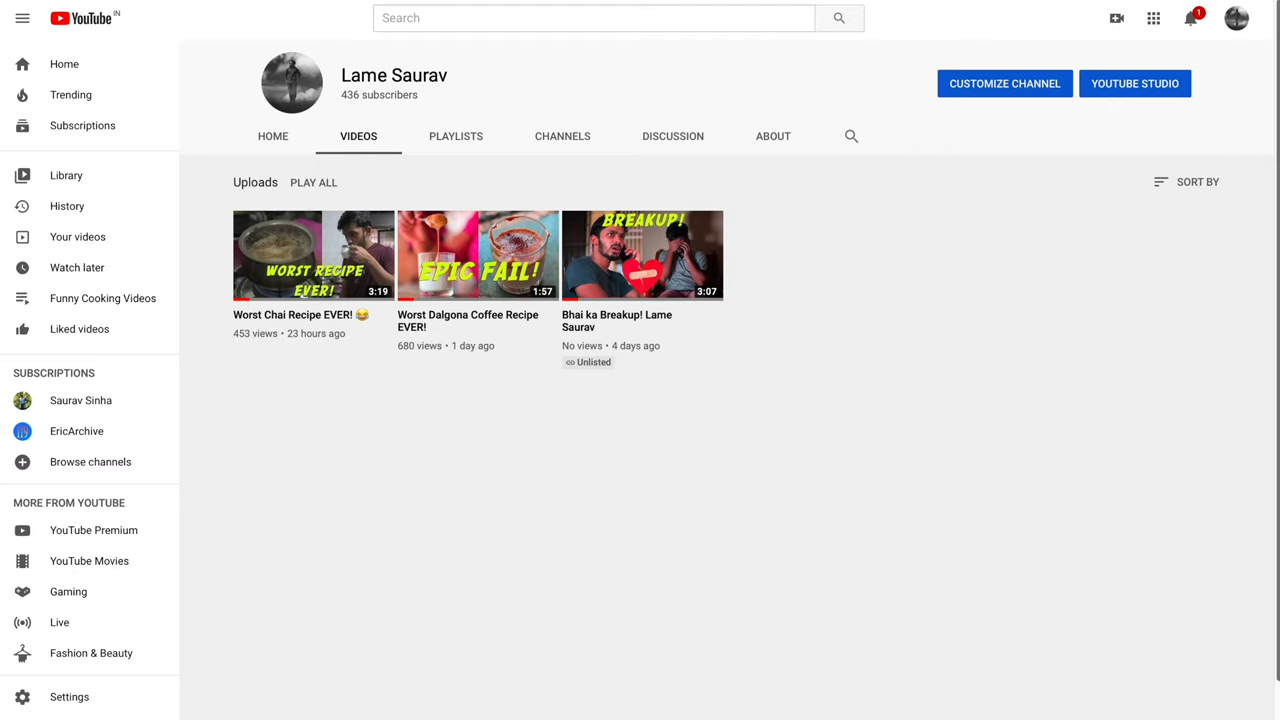 YouTube IN
Search
1
Home
Trending
Subscriptions
Library
History
Your videos
Watch later
Funny Cooking Videos
Liked videos
SUBSCRIPTIONS
Saurav Sinha
EricArchive
Browse channels
MORE FROM YOUTUBE
YouTube Premium
YouTube Movies
Gaming
Live
Fashion & Beauty
Settings
Lame Saurav
436 subscribers
CUSTOMIZE CHANNEL
YOUTUBE STUDIO
HOME
VIDEOS
PLAYLISTS
CHANNELS
DISCUSSION
ABOUT
Uploads
PLAY ALL
SORT BY
WORST RECIPE
EVER!
3:19
Worst Chai Recipe EVER! 😂
453 views • 23 hours ago
EPIC FAIL!
1:57
Worst Dalgona Coffee Recipe
EVER!
680 views • 1 day ago
BREAKUP!
3:07
Bhai ka Breakup! Lame
Saurav
No views • 4 days ago
Unlisted